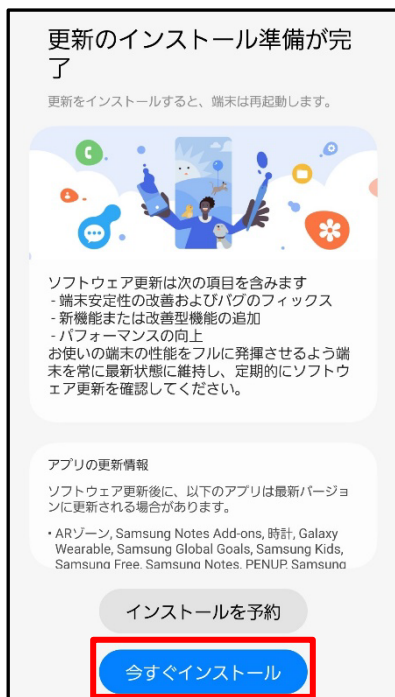 更新のインストール準備が完
了
更新をインストールすると、端末は再起動します。
ソフトウェア更新は次の項目を含みます
- 端末安定性の改善およびバグのフィックス
- 新機能または改善型機能の追加
- パフォーマンスの向上
お使いの端末の性能をフルに発揮させるよう端
末を常に最新状態に維持し、定期的にソフトウ
ェア更新を確認してください。
アプリの更新情報
ソフトウェア更新後に、以下のアプリは最新バージョ
ンに更新される場合があります。
• ARゾーン, Samsung Notes Add-ons, 時計, Galaxy
Wearable, Samsung Global Goals, Samsung Kids,
Samsung Free, Samsung Notes, PENUP, Samsung
インストールを予約
今すぐインストール